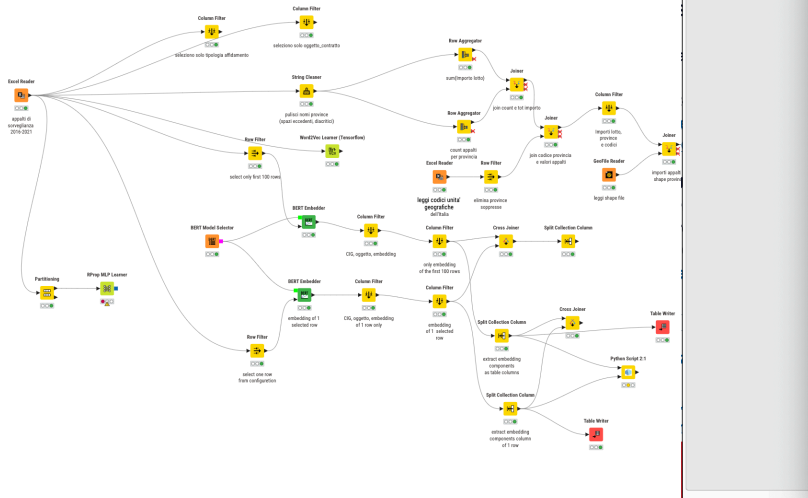 Column Filter
seleziono solo tipologia affidamento
Column Filter
seleziono solo oggetto_contratto
Excel Reader
appalti di
sorveglianza
2016-2021
String Cleaner
pulisci nomi province
(spazi eccedenti, diacritici)
Row Aggregator
sum(importo lotto)
Row Aggregator
count appalti
per provincia
Joiner
join count e tot importo
Joiner
join codice provincia
e valori appalti
Column Filter
importi lotto,
province
e codici
GeoFile Reader
leggi shape file
Joiner
importi appalti
shape provin
Row Filter
select only first 100 rows
Word2Vec Learner (Tensorflow)
Excel Reader
leggi codici unita'
geografiche
dell'Italia
Row Filter
elimina province
soppresse
BERT Model Selector
BERT Embedder
Column Filter
CIG, oggetto, embedding
Column Filter
only embedding
of the first 100 rows
Cross Joiner
Split Collection Column
Partitioning
RProp MLP Learner
BERT Embedder
embedding of 1
selected row
Column Filter
CIG, oggetto, embedding
of 1 row only
Column Filter
embedding
of 1 selected
row
Row Filter
select one row
from configuretion
Split Collection Column
extract embedding
components
as table columns
Cross Joiner
Table Writer
Python Script 2:1
Split Collection Column
extract embedding
components column
of 1 row
Table Writer